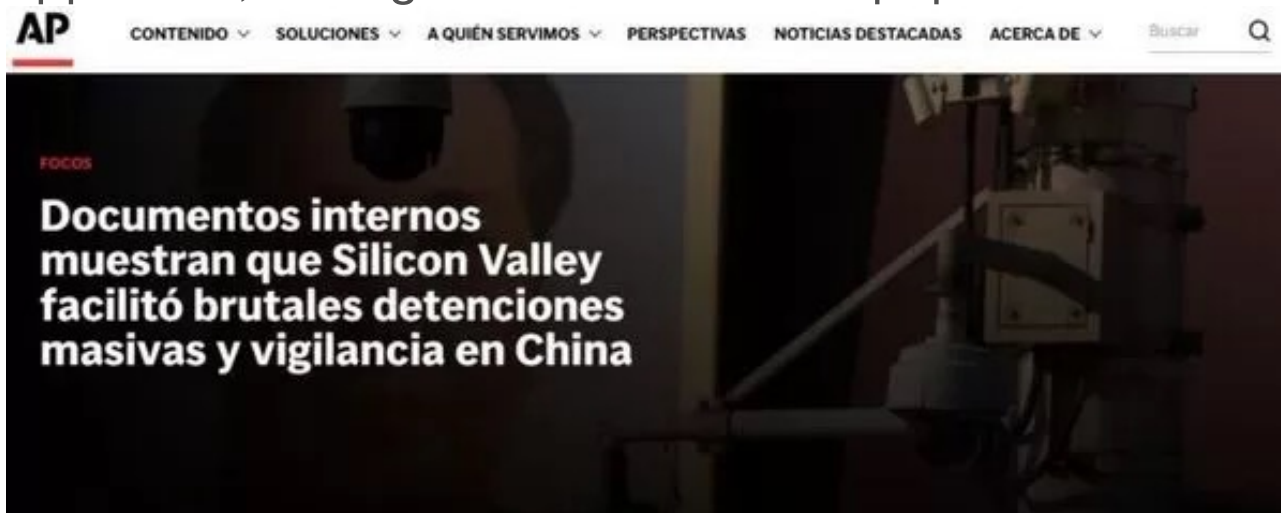 AP
CONTENIDO SOLUCIONES A QUIÉN SERVIMOS PERSPECTIVAS NOTICIAS DESTACADAS ACERCA DE Buscar
FOCOS
Documentos internos
muestran que Silicon Valley
facilitó brutales detenciones
masivas y vigilancia en China